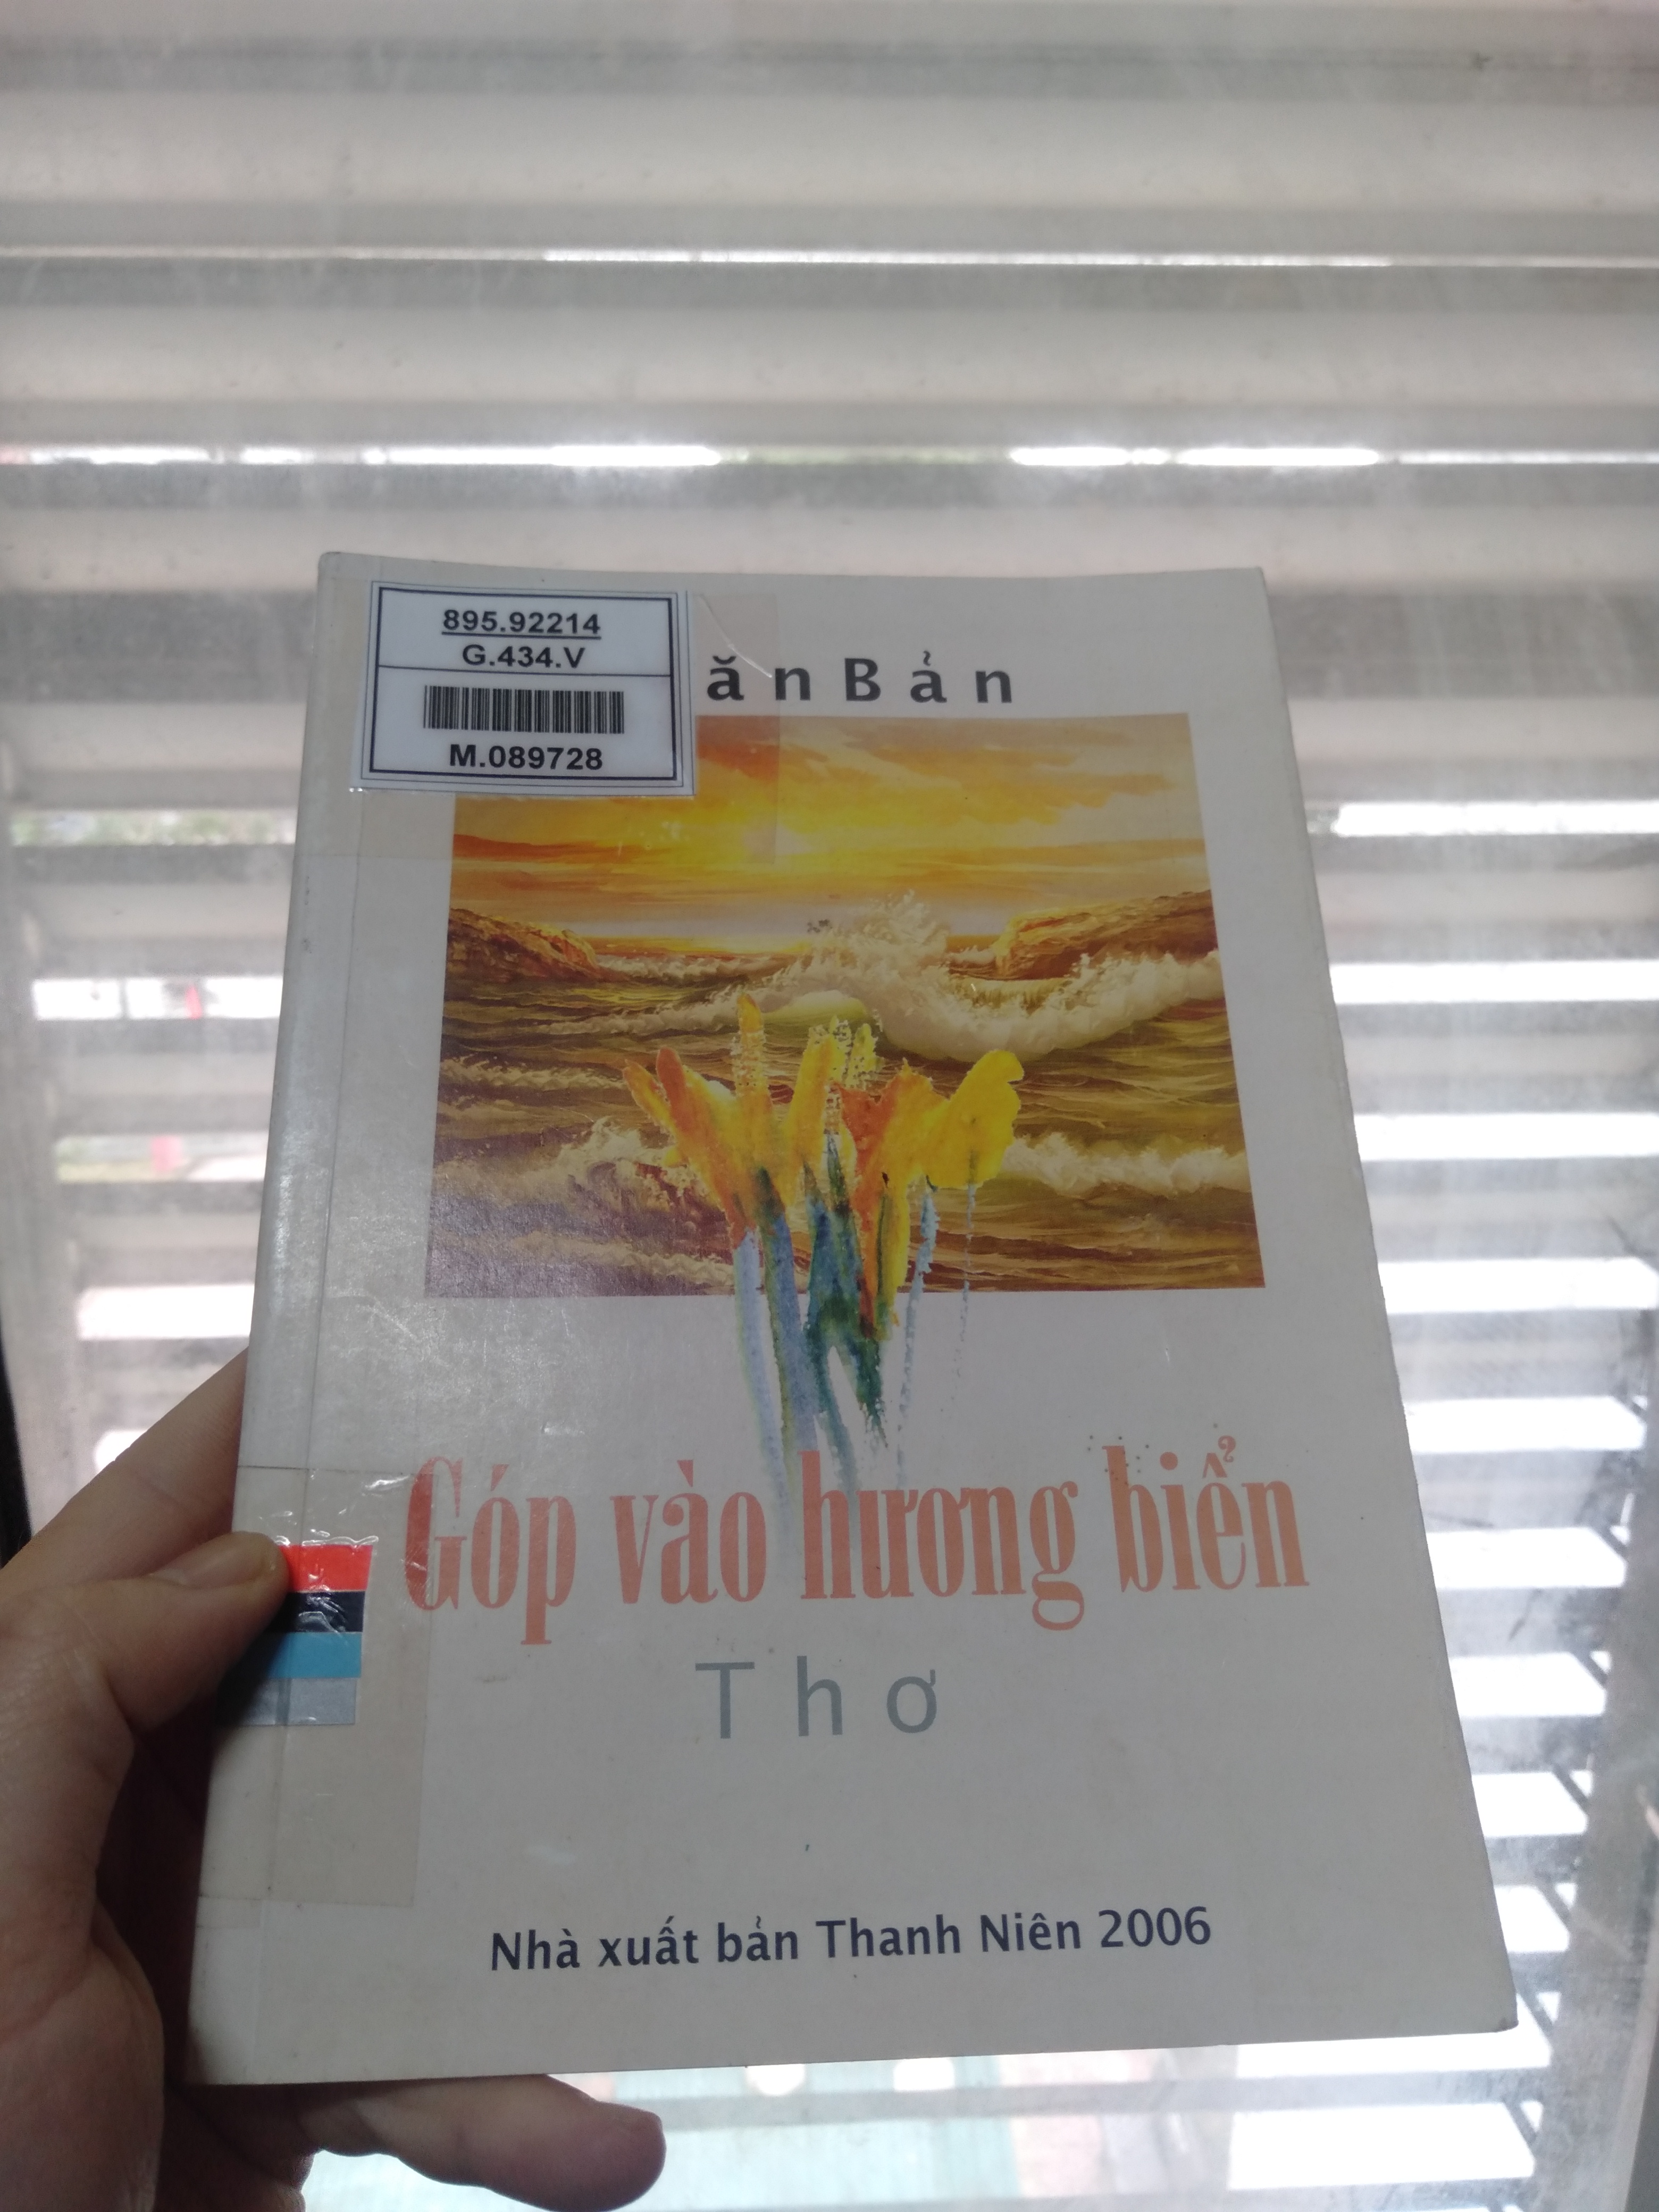 895.92214
G.434.V
M.089728
ăn Bản
Góp vào hương biển
Thơ
Nhà xuất bản Thanh Niên 2006